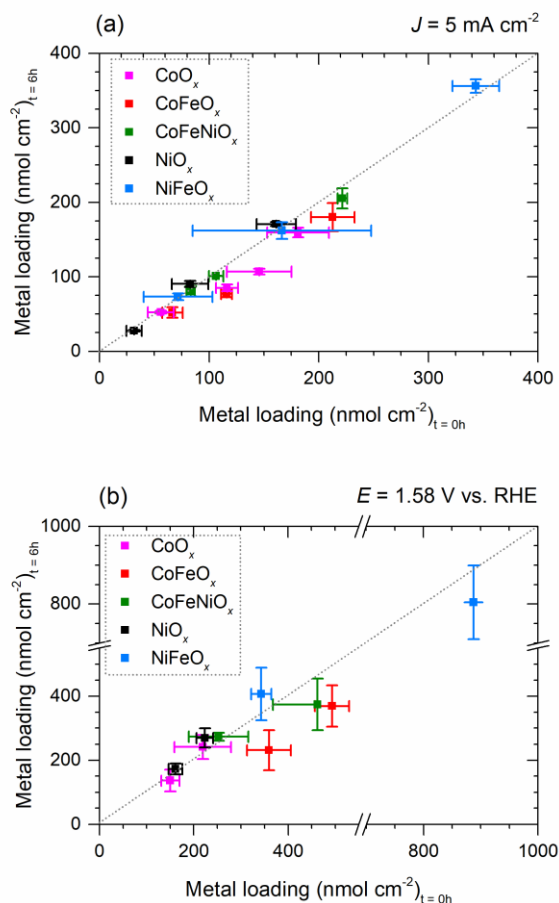 (a)
J = 5 mA cm⁻²
400
300
200
100
0
Metal loading (nmol cm⁻²)ₜ ₌ ₆ₕ
CoOₓ
CoFeOₓ
CoFeNiOₓ
NiOₓ
NiFeOₓ
0 100 200 300 400
Metal loading (nmol cm⁻²)ₜ ₌ ₀ₕ
(b)
E = 1.58 V vs. RHE
1000
800
400
200
0
Metal loading (nmol cm⁻²)ₜ ₌ ₆ₕ
CoOₓ
CoFeOₓ
CoFeNiOₓ
NiOₓ
NiFeOₓ
0 200 400 800 1000
Metal loading (nmol cm⁻²)ₜ ₌ ₀ₕ